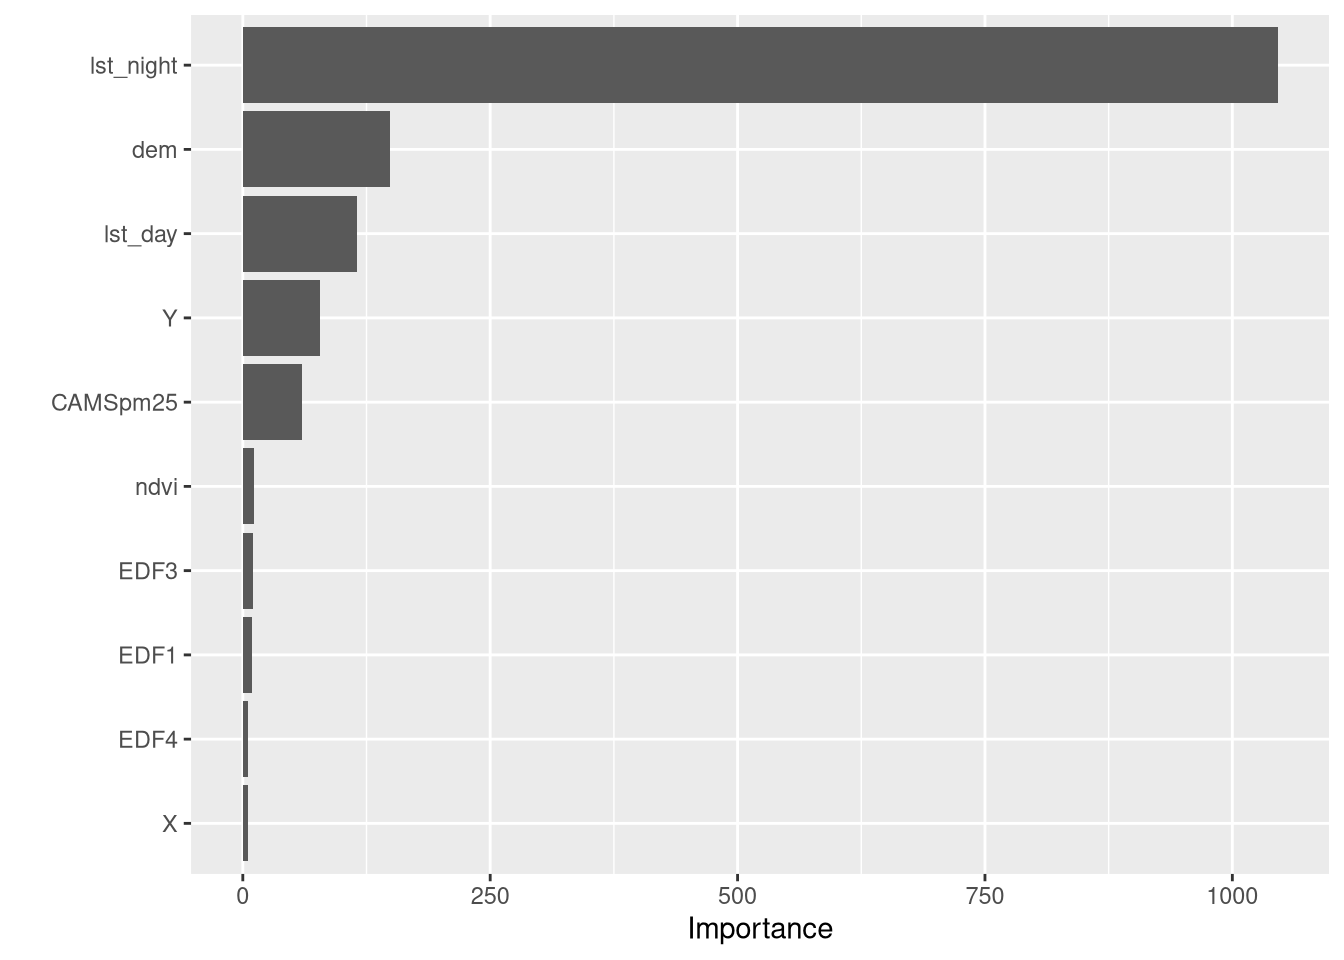 lst_night
dem
lst_day
Y
CAMSpm25
ndvi
EDF3
EDF1
EDF4
X
0 250 500 750 1000
Importance